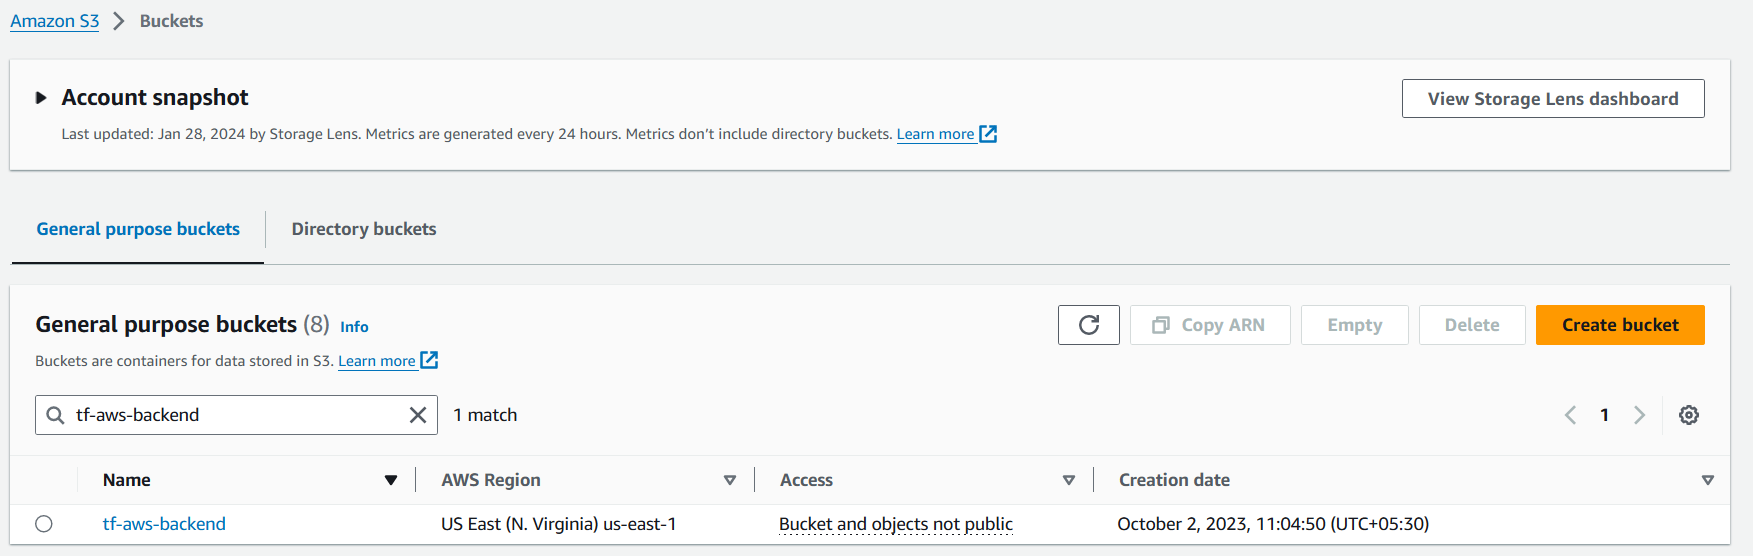 Amazon S3 > Buckets
Account snapshot
View Storage Lens dashboard
Last updated: Jan 28, 2024 by Storage Lens. Metrics are generated every 24 hours. Metrics don’t include directory buckets. Learn more
General purpose buckets Directory buckets
General purpose buckets (8) Info
Copy ARN Empty Delete Create bucket
Buckets are containers for data stored in S3. Learn more
tf-aws-backend 1 match 1
Name AWS Region Access Creation date
tf-aws-backend US East (N. Virginia) us-east-1 Bucket and objects not public October 2, 2023, 11:04:50 (UTC+05:30)